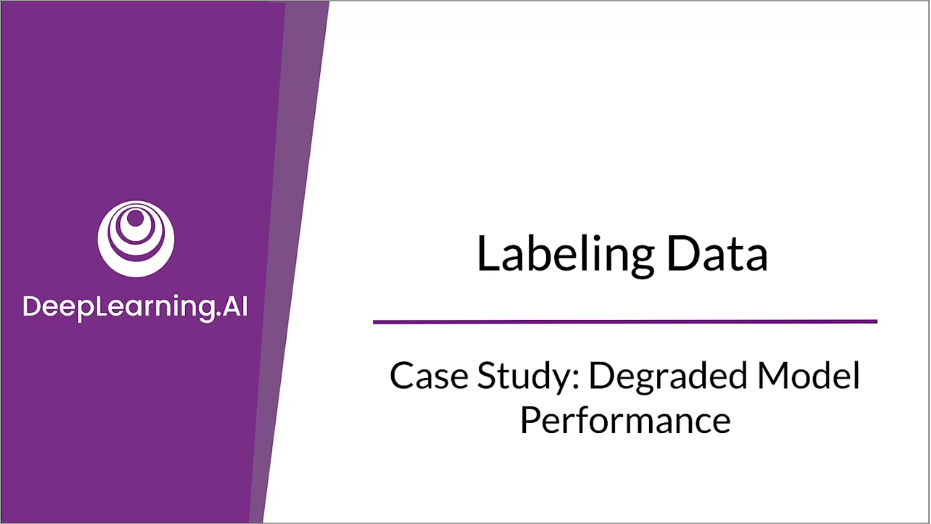 DeepLearning.AI
Labeling Data
Case Study: Degraded Model
Performance